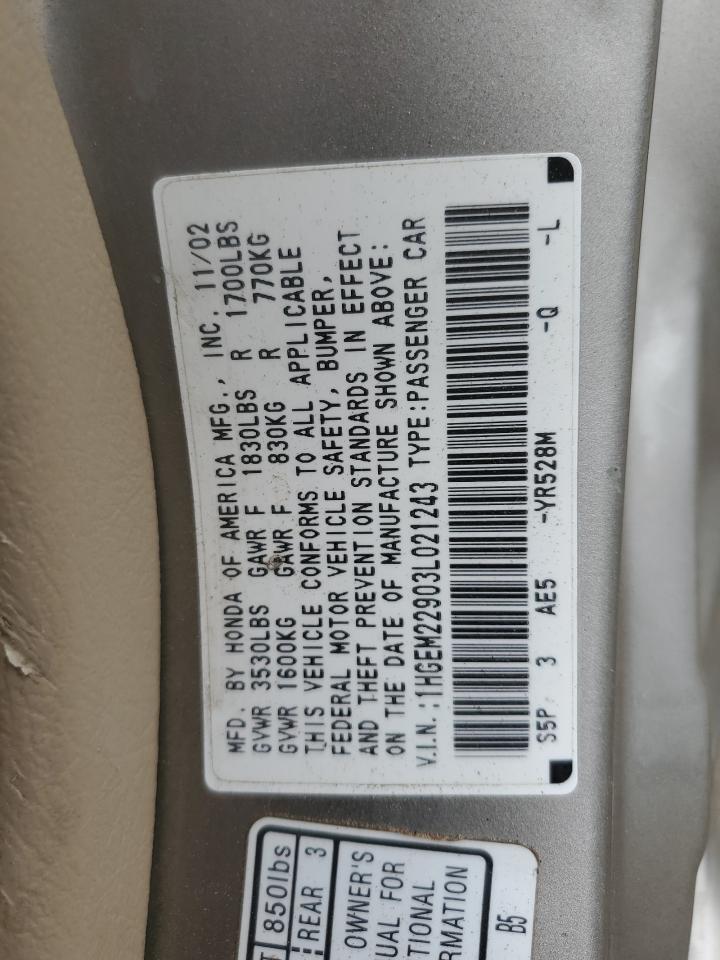 MFD. BY HONDA OF AMERICA MFG., INC. 11/02
GVWR 3530LBS GAWR F 1830LBS R 1700LBS
GVWR 1600KG GAWR F 830KG R 770KG
THIS VEHICLE CONFORMS TO ALL APPLICABLE
FEDERAL MOTOR VEHICLE SAFETY, BUMPER,
AND THEFT PREVENTION STANDARDS IN EFFECT
ON THE DATE OF MANUFACTURE SHOWN ABOVE:
V.I.N.:1HGEM22903L021243 TYPE:PASSENGER CAR
S5P 3 AE5 -YR528M -Q -L
850lbs
REAR 3
OWNER'S
UAL FOR
TIONAL
RMATION
B5